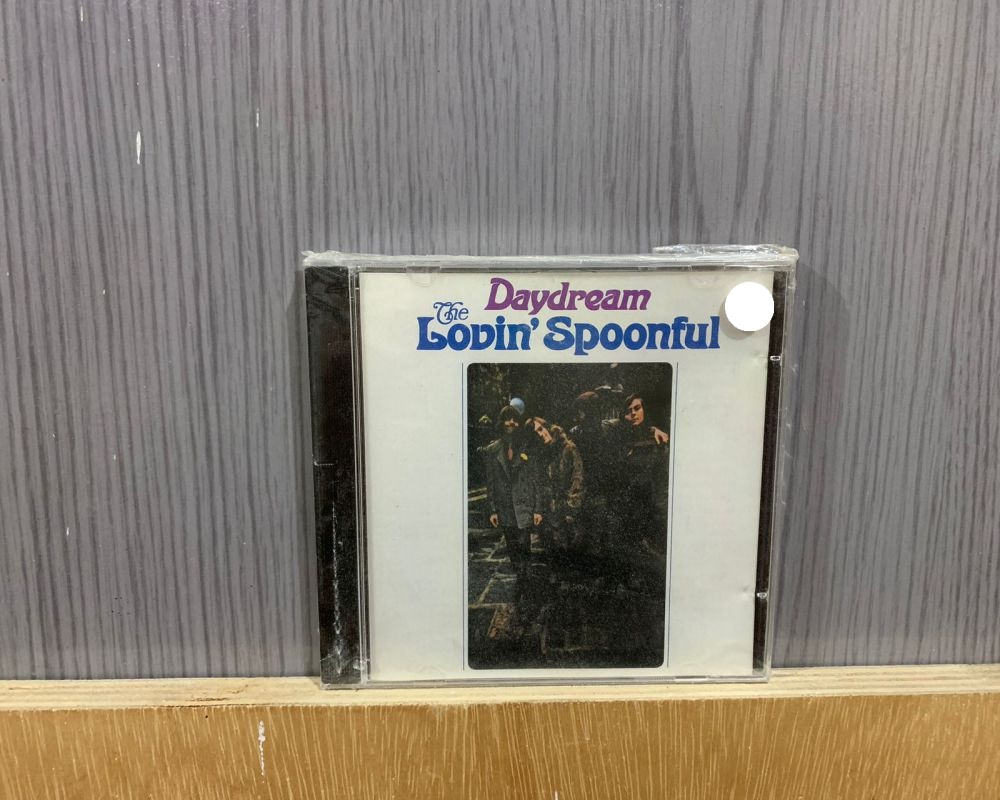 Daydream
The
Lovin' Spoonful